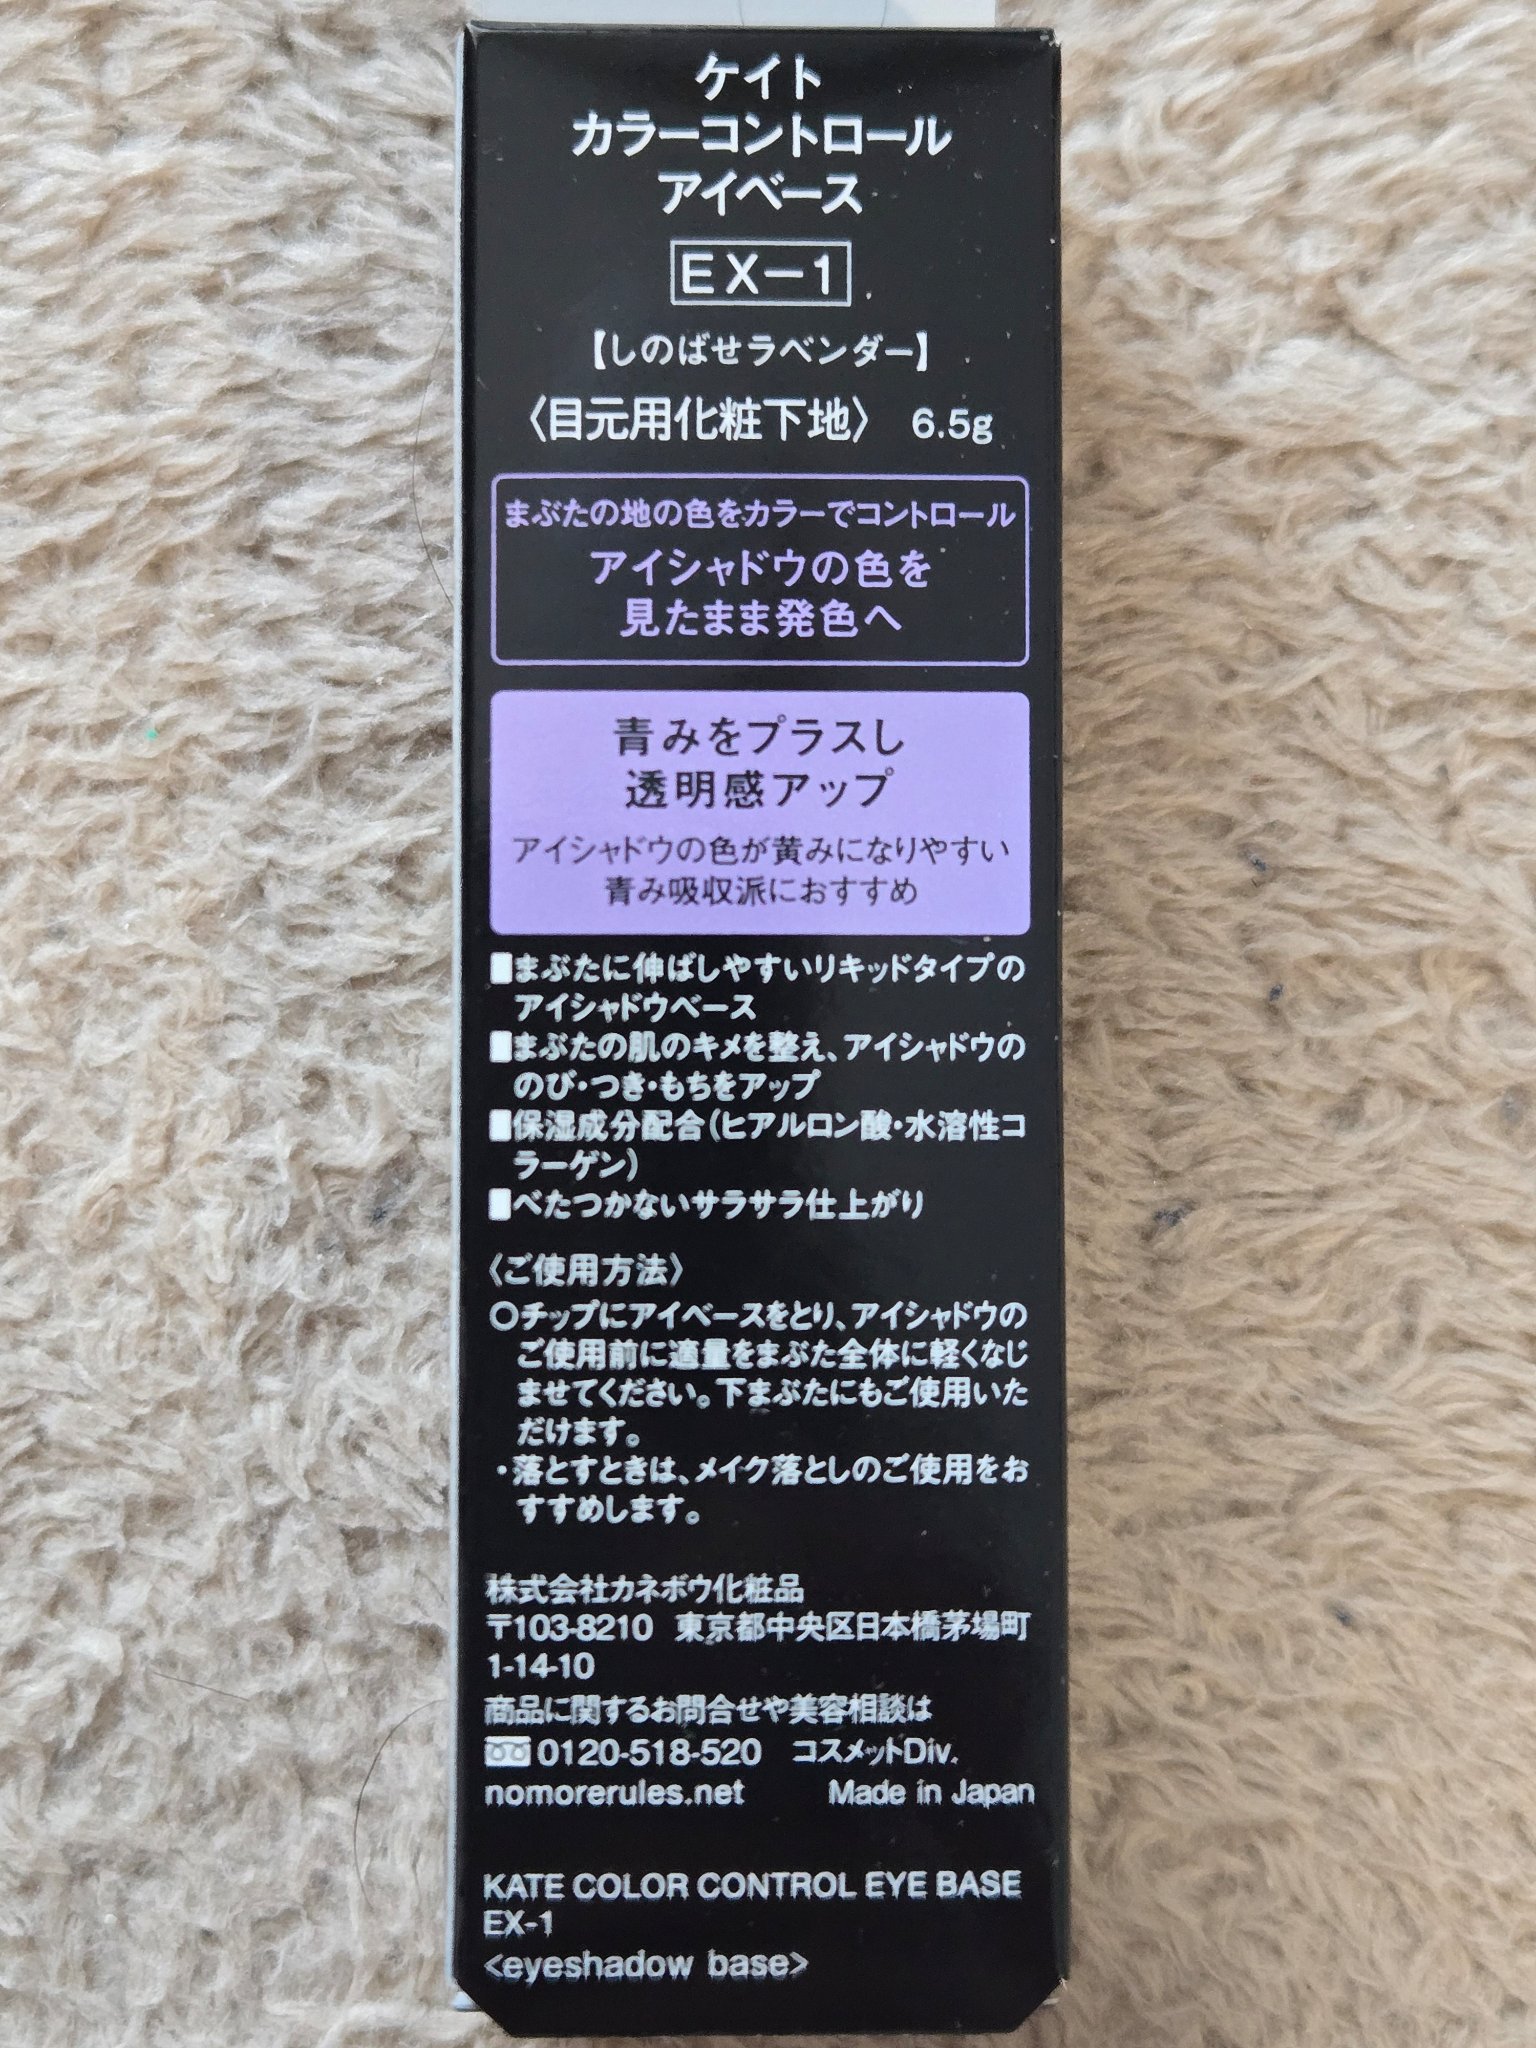 ケイト
カラーコントロール
アイベース
EX-1
【しのばせラベンダー】
〈目元用化粧下地〉 6.5g
まぶたの地の色をカラーでコントロール
アイシャドウの色を
見たまま発色へ
青みをプラスし
透明感アップ
アイシャドウの色が黄みになりやすい
青み吸収派におすすめ
■まぶたに伸ばしやすいリキッドタイプの
アイシャドウベース
■まぶたの肌のキメを整え、アイシャドウの
のび・つき・もちをアップ
■保湿成分配合(ヒアルロン酸・水溶性コ
ラーゲン)
■べたつかないサラサラ仕上がり
〈ご使用方法〉
○チップにアイベースをとり、アイシャドウの
ご使用前に適量をまぶた全体に軽くなじ
ませてください。下まぶたにもご使用いた
だけます。
・落とすときは、メイク落としのご使用をお
すすめします。
株式会社カネボウ化粧品
〒103-8210 東京都中央区日本橋茅場町
1-14-10
商品に関するお問合せや美容相談は
0120-518-520 コスメットDiv.
nomorerules.net Made in Japan
KATE COLOR CONTROL EYE BASE
EX-1
<eyeshadow base>